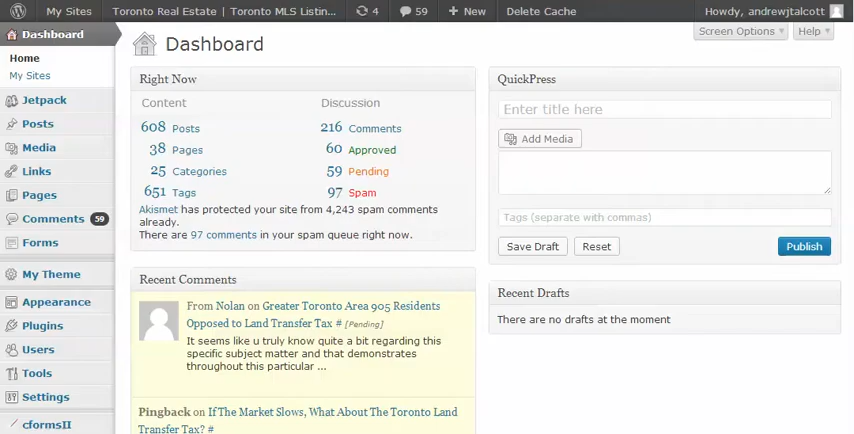 My Sites
Toronto Real Estate | Toronto MLS Listin...
4
59
+ New
Delete Cache
Howdy, andrewjtalcott
Dashboard
Home
My Sites
Jetpack
Posts
Media
Links
Pages
Comments 59
Forms
My Theme
Appearance
Plugins
Users
Tools
Settings
cformsII
Dashboard
Screen Options
Help
Right Now
Content
Discussion
608 Posts
216 Comments
38 Pages
60 Approved
25 Categories
59 Pending
651 Tags
97 Spam
Akismet has protected your site from 4,243 spam comments
already.
There are 97 comments in your spam queue right now.
Recent Comments
From Nolan on Greater Toronto Area 905 Residents
Opposed to Land Transfer Tax # [Pending]
It seems like u truly know quite a bit regarding this
specific subject matter and that demonstrates
throughout this particular ...
Pingback on If The Market Slows, What About The Toronto Land
Transfer Tax? #
QuickPress
Enter title here
Add Media
Tags (separate with commas)
Save Draft
Reset
Publish
Recent Drafts
There are no drafts at the moment